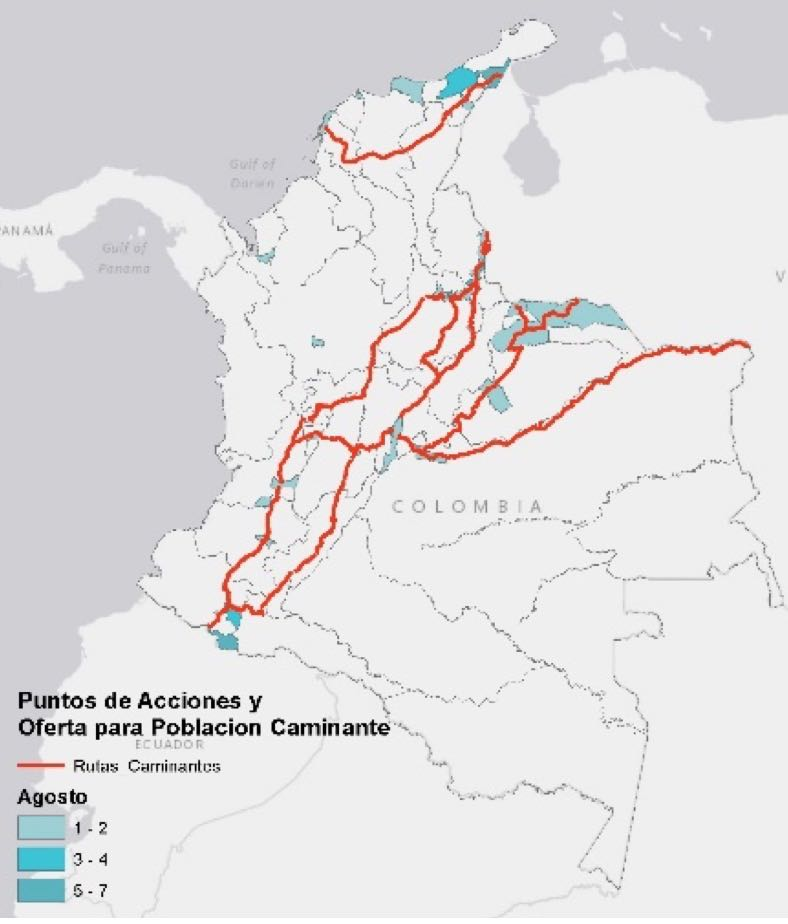 Gulf of
Darien
PANAMÁ
Gulf of
Panama
V
COLOMBIA
Puntos de Acciones y
Oferta para Poblacion Caminante
ECUADOR
Rutas Caminantes
Agosto
1 - 2
3 - 4
5 - 7